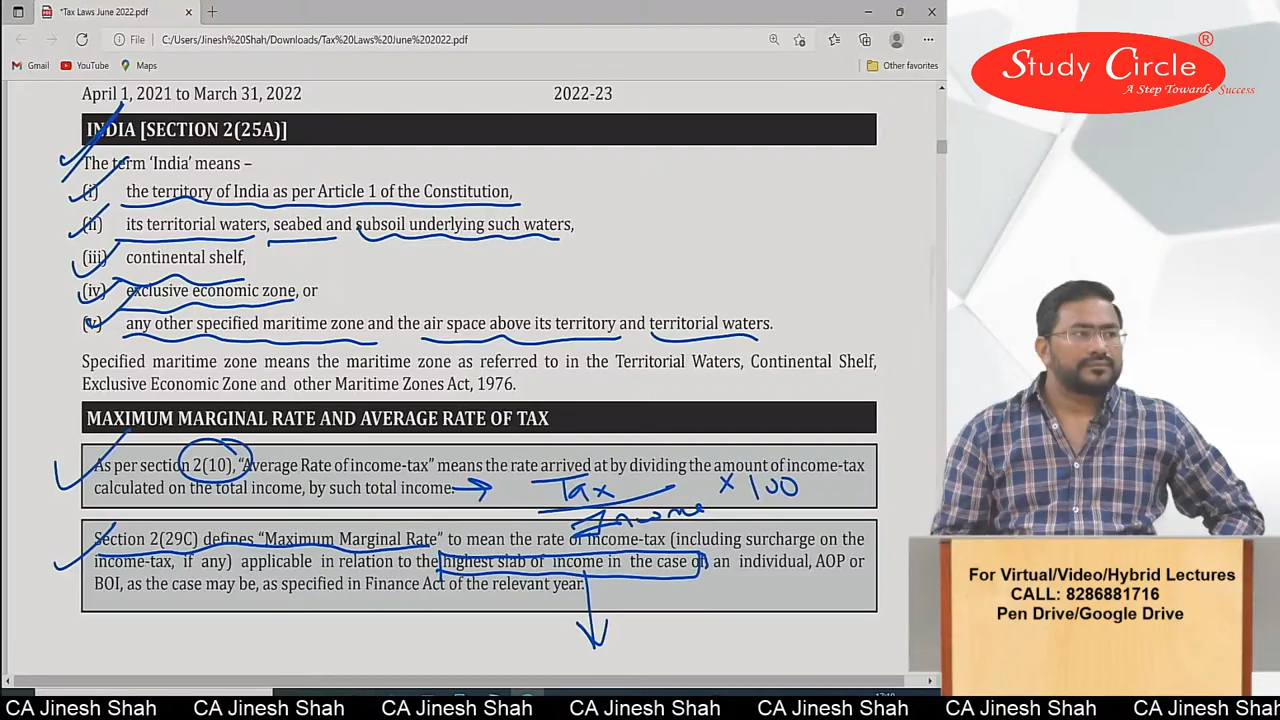 *Tax Laws June 2022.pdf
File
C:/Users/Jinesh%20Shah/Downloads/Tax%20Laws%20June%202022.pdf
Gmail
YouTube
Maps
Other favorites
Study Circle ®
A Step Towards Success
April 1, 2021 to March 31, 2022 2022-23
INDIA [SECTION 2(25A)]
The term ‘India’ means –
(i) the territory of India as per Article 1 of the Constitution,
(ii) its territorial waters, seabed and subsoil underlying such waters,
(iii) continental shelf,
(iv) exclusive economic zone, or
(v) any other specified maritime zone and the air space above its territory and territorial waters.
Specified maritime zone means the maritime zone as referred to in the Territorial Waters, Continental Shelf,
Exclusive Economic Zone and other Maritime Zones Act, 1976.
MAXIMUM MARGINAL RATE AND AVERAGE RATE OF TAX
As per section 2(10), “Average Rate of income-tax” means the rate arrived at by dividing the amount of income-tax
calculated on the total income, by such total income.
Tax × 100
Income
Section 2(29C) defines “Maximum Marginal Rate” to mean the rate of income-tax (including surcharge on the
income-tax, if any) applicable in relation to the highest slab of income in the case of an individual, AOP or
BOI, as the case may be, as specified in Finance Act of the relevant year.
For Virtual/Video/Hybrid Lectures
CALL: 8286881716
Pen Drive/Google Drive
CA Jinesh Shah CA Jinesh Shah CA Jinesh Shah CA Jinesh Shah CA Jinesh Shah CA Jinesh Shah CA Jinesh Shah